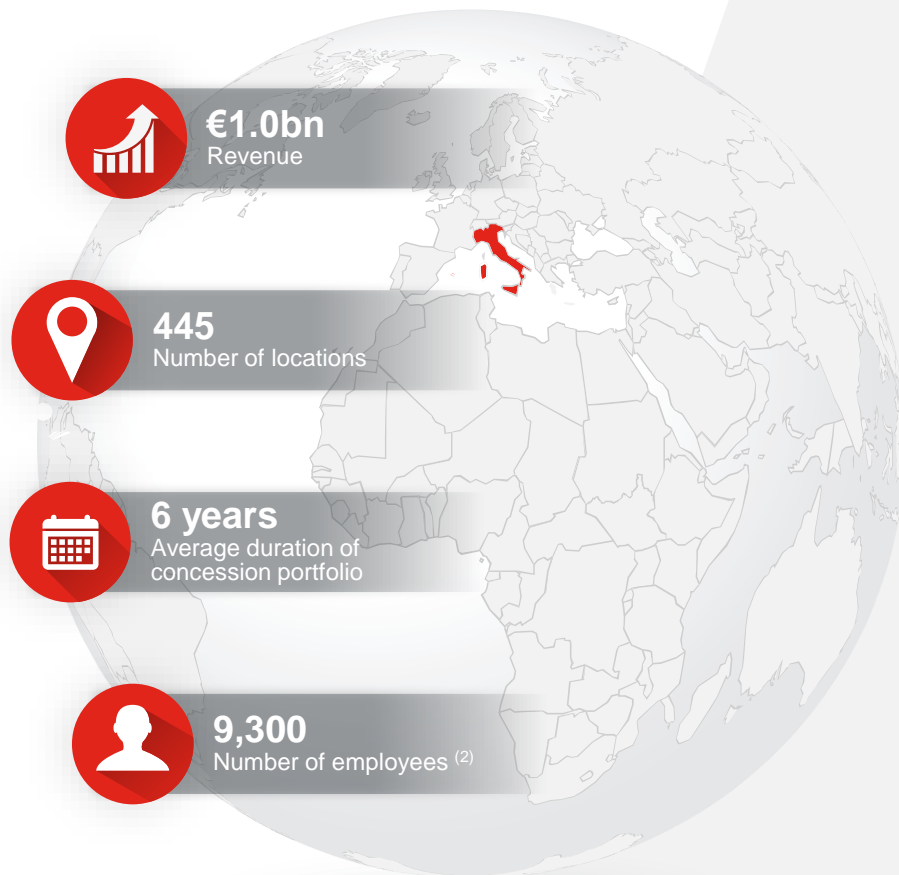 €1.0bn
Revenue
445
Number of locations
6 years
Average duration of
concession portfolio
9,300
Number of employees (2)